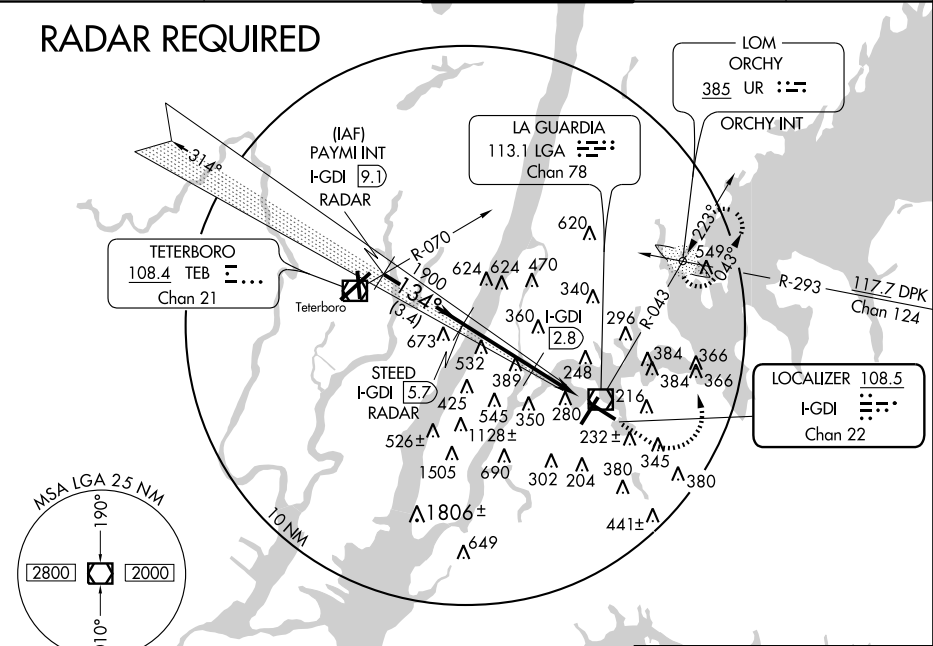 RADAR REQUIRED
LOM
ORCHY
385 UR
ORCHY INT
(IAF)
PAYMI INT
I-GDI 9.1
RADAR
LA GUARDIA
113.1 LGA
Chan 78
314°
TETERBORO
108.4 TEB
Chan 21
Teterboro
R-070
1900
134°
(3.4)
620
624
624
470
340
360
I-GDI
2.8
296
R-043
223°
043°
549
R-293
117.7 DPK
Chan 124
673
532
389
248
384
384
366
366
STEED
I-GDI 5.7
RADAR
425
545
350
280
216
LOCALIZER 108.5
I-GDI
Chan 22
526±
1128±
232±
345
1505
690
302
204
380
380
1806±
441±
649
10 NM
MSA LGA 25 NM
190°
2800
2000
010°